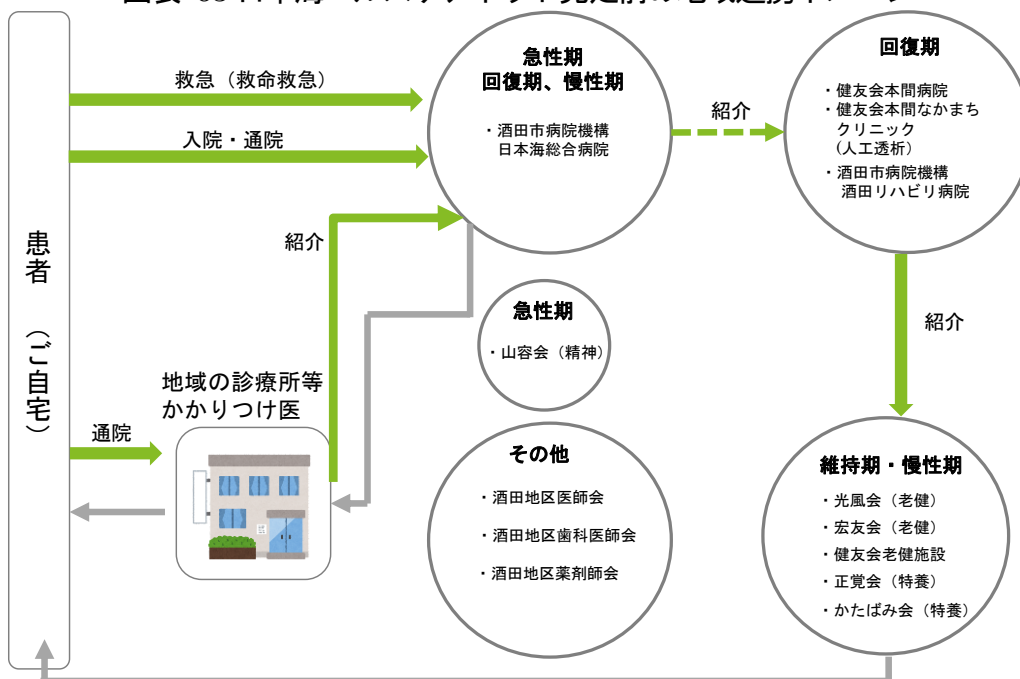 患者（ご自宅）
救急（救命救急）
入院・通院
紹介
通院
地域の診療所等
かかりつけ医
急性期
回復期、慢性期
・酒田市病院機構
日本海総合病院
紹介
回復期
・健友会本間病院
・健友会本間なかまち
クリニック
(人工透析)
・酒田市病院機構
酒田リハビリ病院
紹介
急性期
・山容会（精神）
その他
・酒田地区医師会
・酒田地区歯科医師会
・酒田地区薬剤師会
維持期・慢性期
・光風会（老健）
・宏友会（老健）
・健友会老健施設
・正覚会（特養）
・かたばみ会（特養）